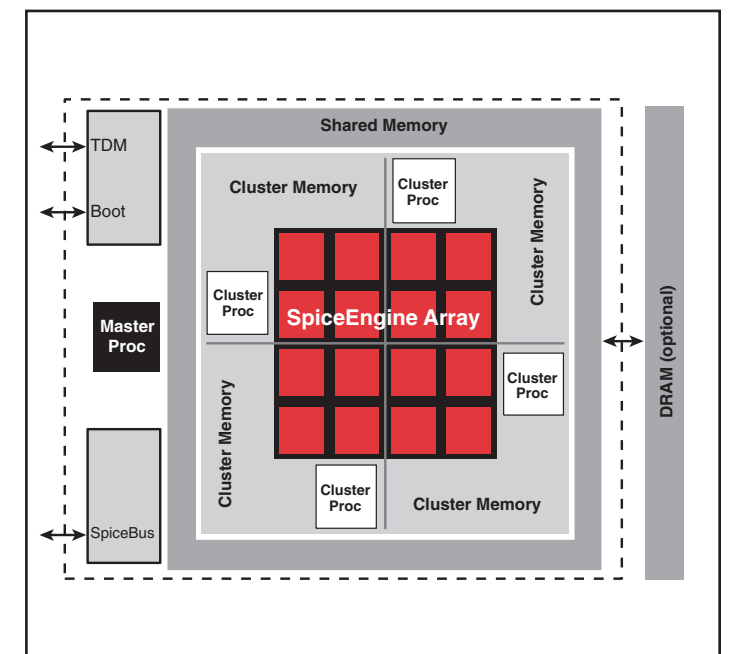 Shared Memory
TDM
Cluster Memory
Cluster
Proc
Cluster Memory
Boot
Cluster
Proc
SpiceEngine Array
Master
Proc
DRAM (optional)
Cluster
Proc
Cluster Memory
Cluster
Proc
Cluster Memory
SpiceBus